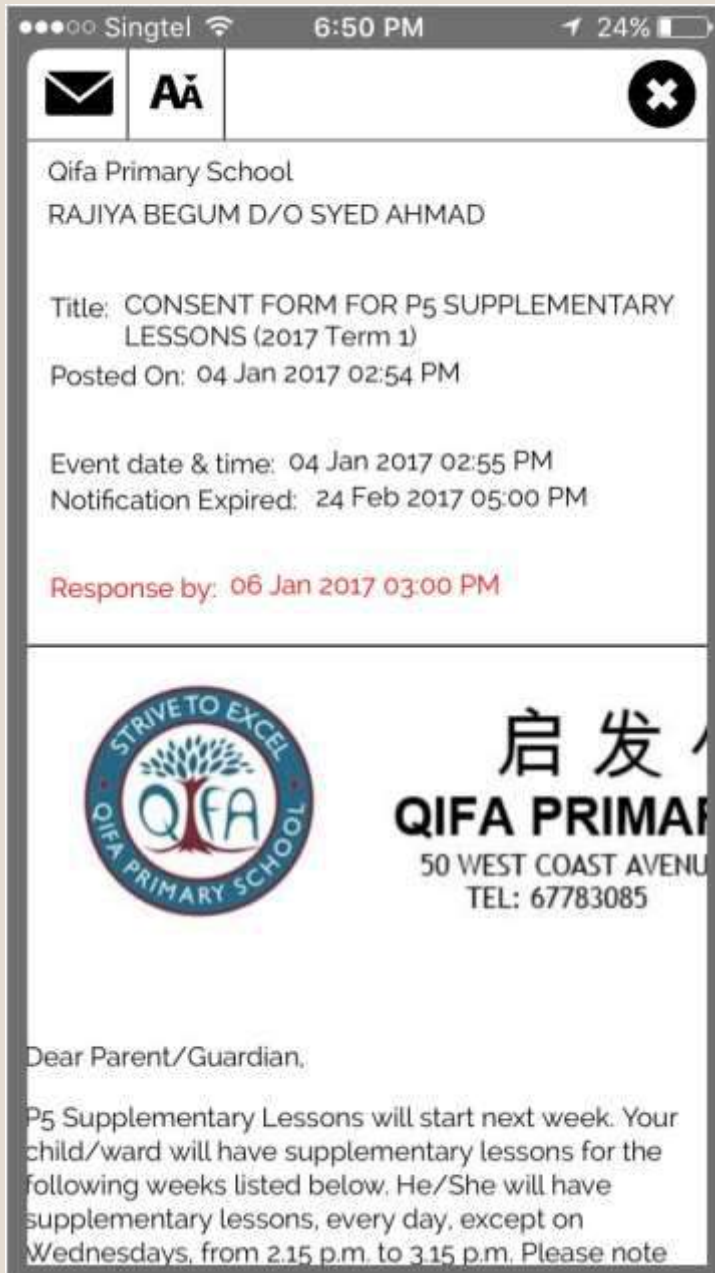 Singtel 6:50 PM 24%
AA
Qifa Primary School
RAJIYA BEGUM D/O SYED AHMAD
Title: CONSENT FORM FOR P5 SUPPLEMENTARY
LESSONS (2017 Term 1)
Posted On: 04 Jan 2017 02:54 PM
Event date & time: 04 Jan 2017 02:55 PM
Notification Expired: 24 Feb 2017 05:00 PM
Response by: 06 Jan 2017 03:00 PM
STRIVE TO EXCEL
QIFA
QIFA PRIMARY SCHOOL
启发
QIFA PRIMAR
50 WEST COAST AVENU
TEL: 67783085
Dear Parent/Guardian,
P5 Supplementary Lessons will start next week. Your
child/ward will have supplementary lessons for the
following weeks listed below. He/She will have
supplementary lessons, every day, except on
Wednesdays, from 2.15 p.m. to 3.15 p.m. Please note